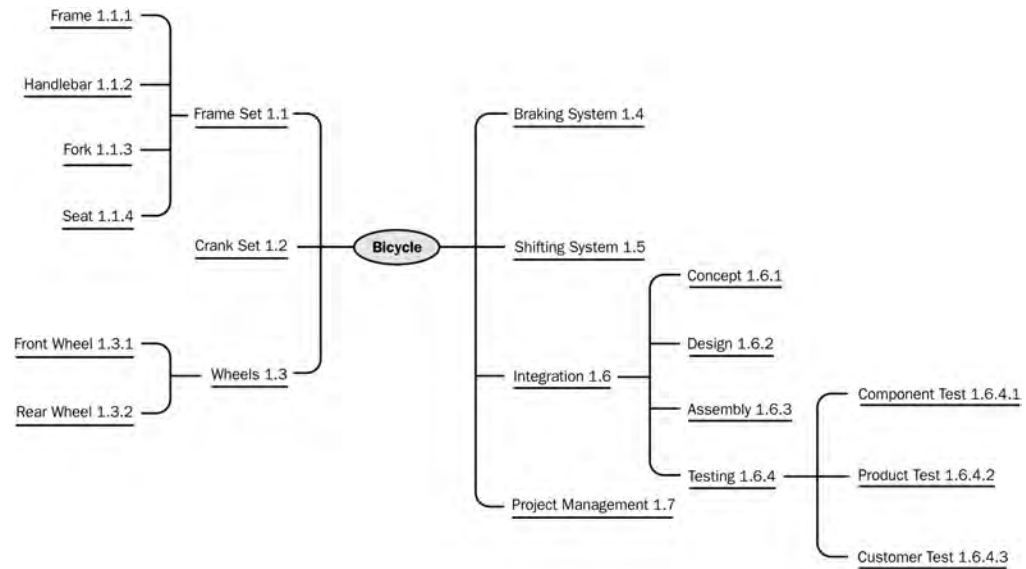 Frame 1.1.1
Handlebar 1.1.2
Fork 1.1.3
Seat 1.1.4
Frame Set 1.1
Crank Set 1.2
Front Wheel 1.3.1
Rear Wheel 1.3.2
Wheels 1.3
Bicycle
Braking System 1.4
Shifting System 1.5
Integration 1.6
Concept 1.6.1
Design 1.6.2
Assembly 1.6.3
Testing 1.6.4
Component Test 1.6.4.1
Product Test 1.6.4.2
Customer Test 1.6.4.3
Project Management 1.7